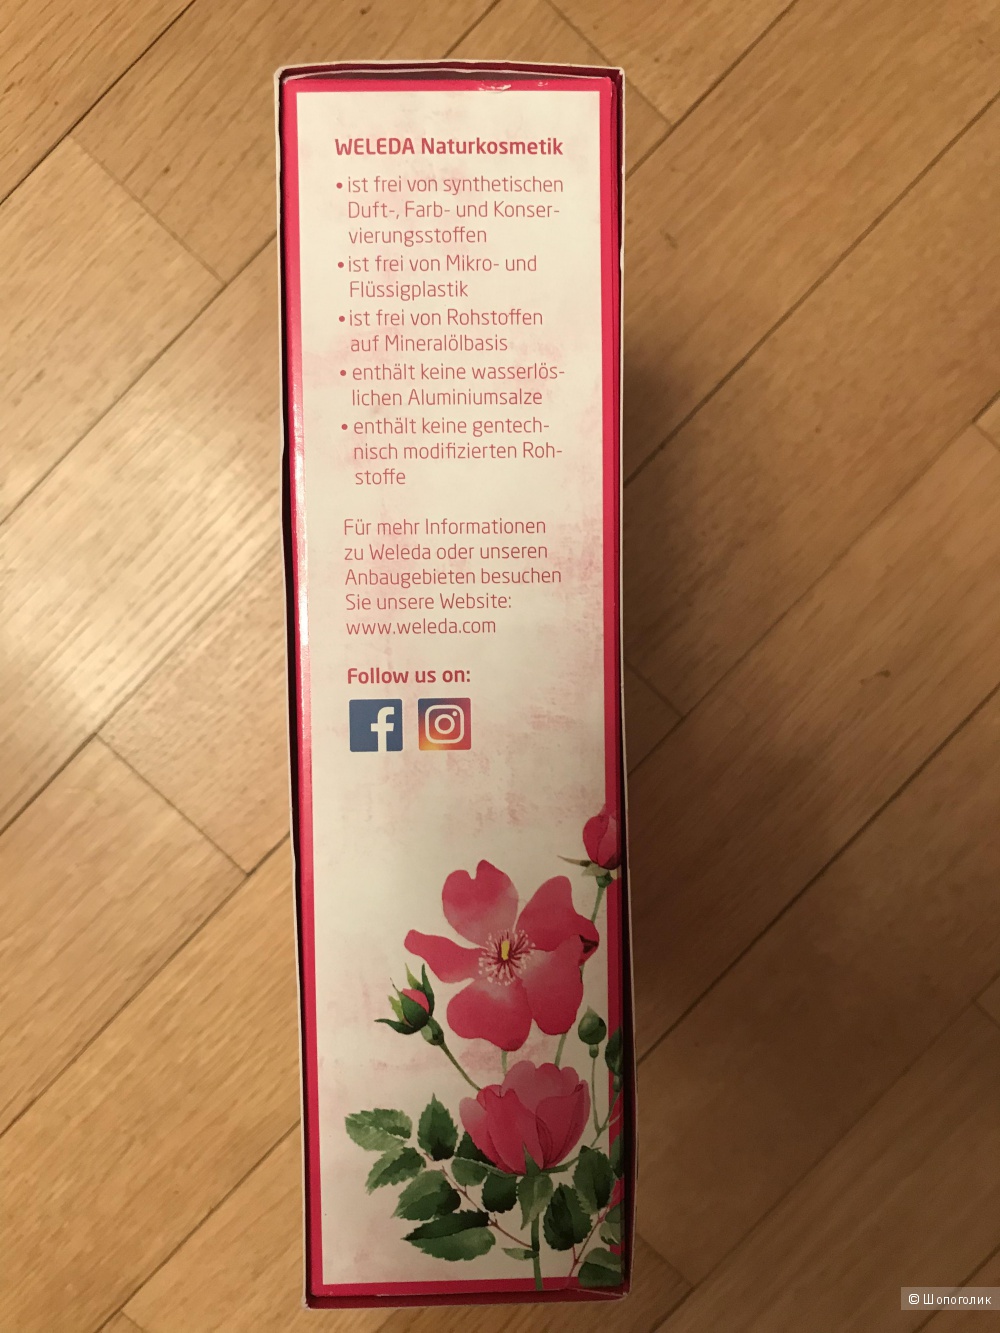 WELEDA Naturkosmetik
• ist frei von synthetischen
Duft-, Farb- und Konser-
vierungsstoffen
• ist frei von Mikro- und
Flüssigplastik
• ist frei von Rohstoffen
auf Mineralölbasis
• enthält keine wasserlös-
lichen Aluminiumsalze
• enthält keine gentech-
nisch modifizierten Roh-
stoffe
Für mehr Informationen
zu Weleda oder unseren
Anbaugebieten besuchen
Sie unsere Website:
www.weleda.com
Follow us on:
© Шопоголик